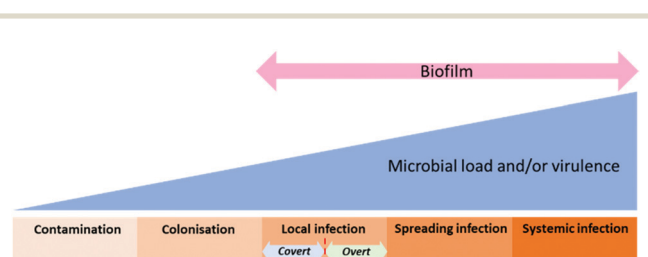 Biofilm
Microbial load and/or virulence
Contamination Colonisation Local infection Spreading infection Systemic infection
Covert Overt